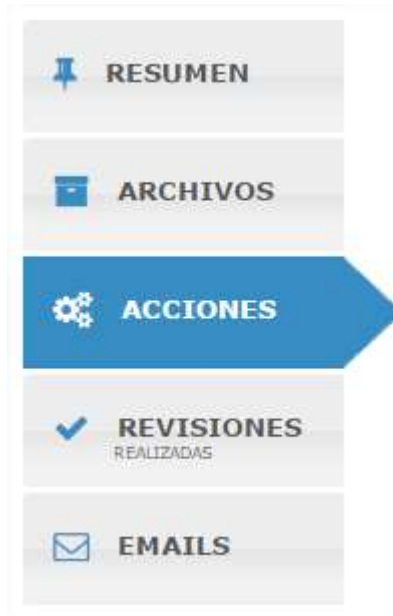 RESUMEN
ARCHIVOS
ACCIONES
REVISIONES
REALIZADAS
EMAILS